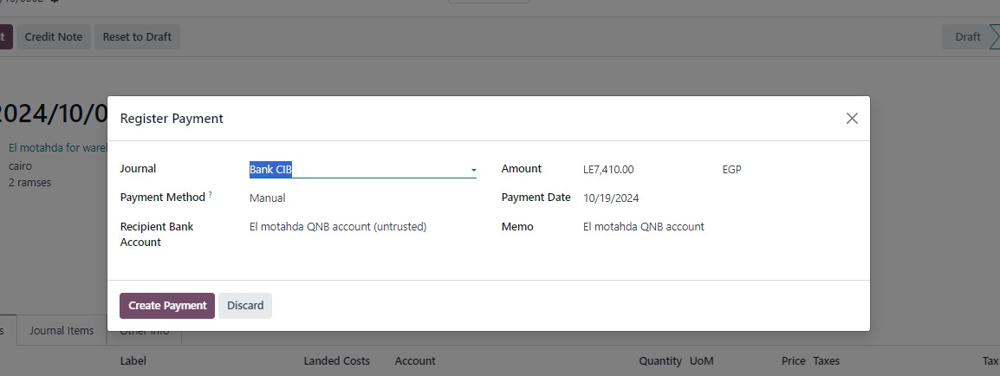 Credit Note
Reset to Draft
Draft
2024/10/0
El motahda for
cairo
2 ramses
Register Payment
Journal
Bank CIB
Amount
LE7,410.00
EGP
Payment Method ?
Manual
Payment Date
10/19/2024
Recipient Bank
Account
El motahda QNB account (untrusted)
Memo
El motahda QNB account
Create Payment
Discard
Journal Items
Other Info
Label
Landed Costs
Account
Quantity
UoM
Price
Taxes
Tax